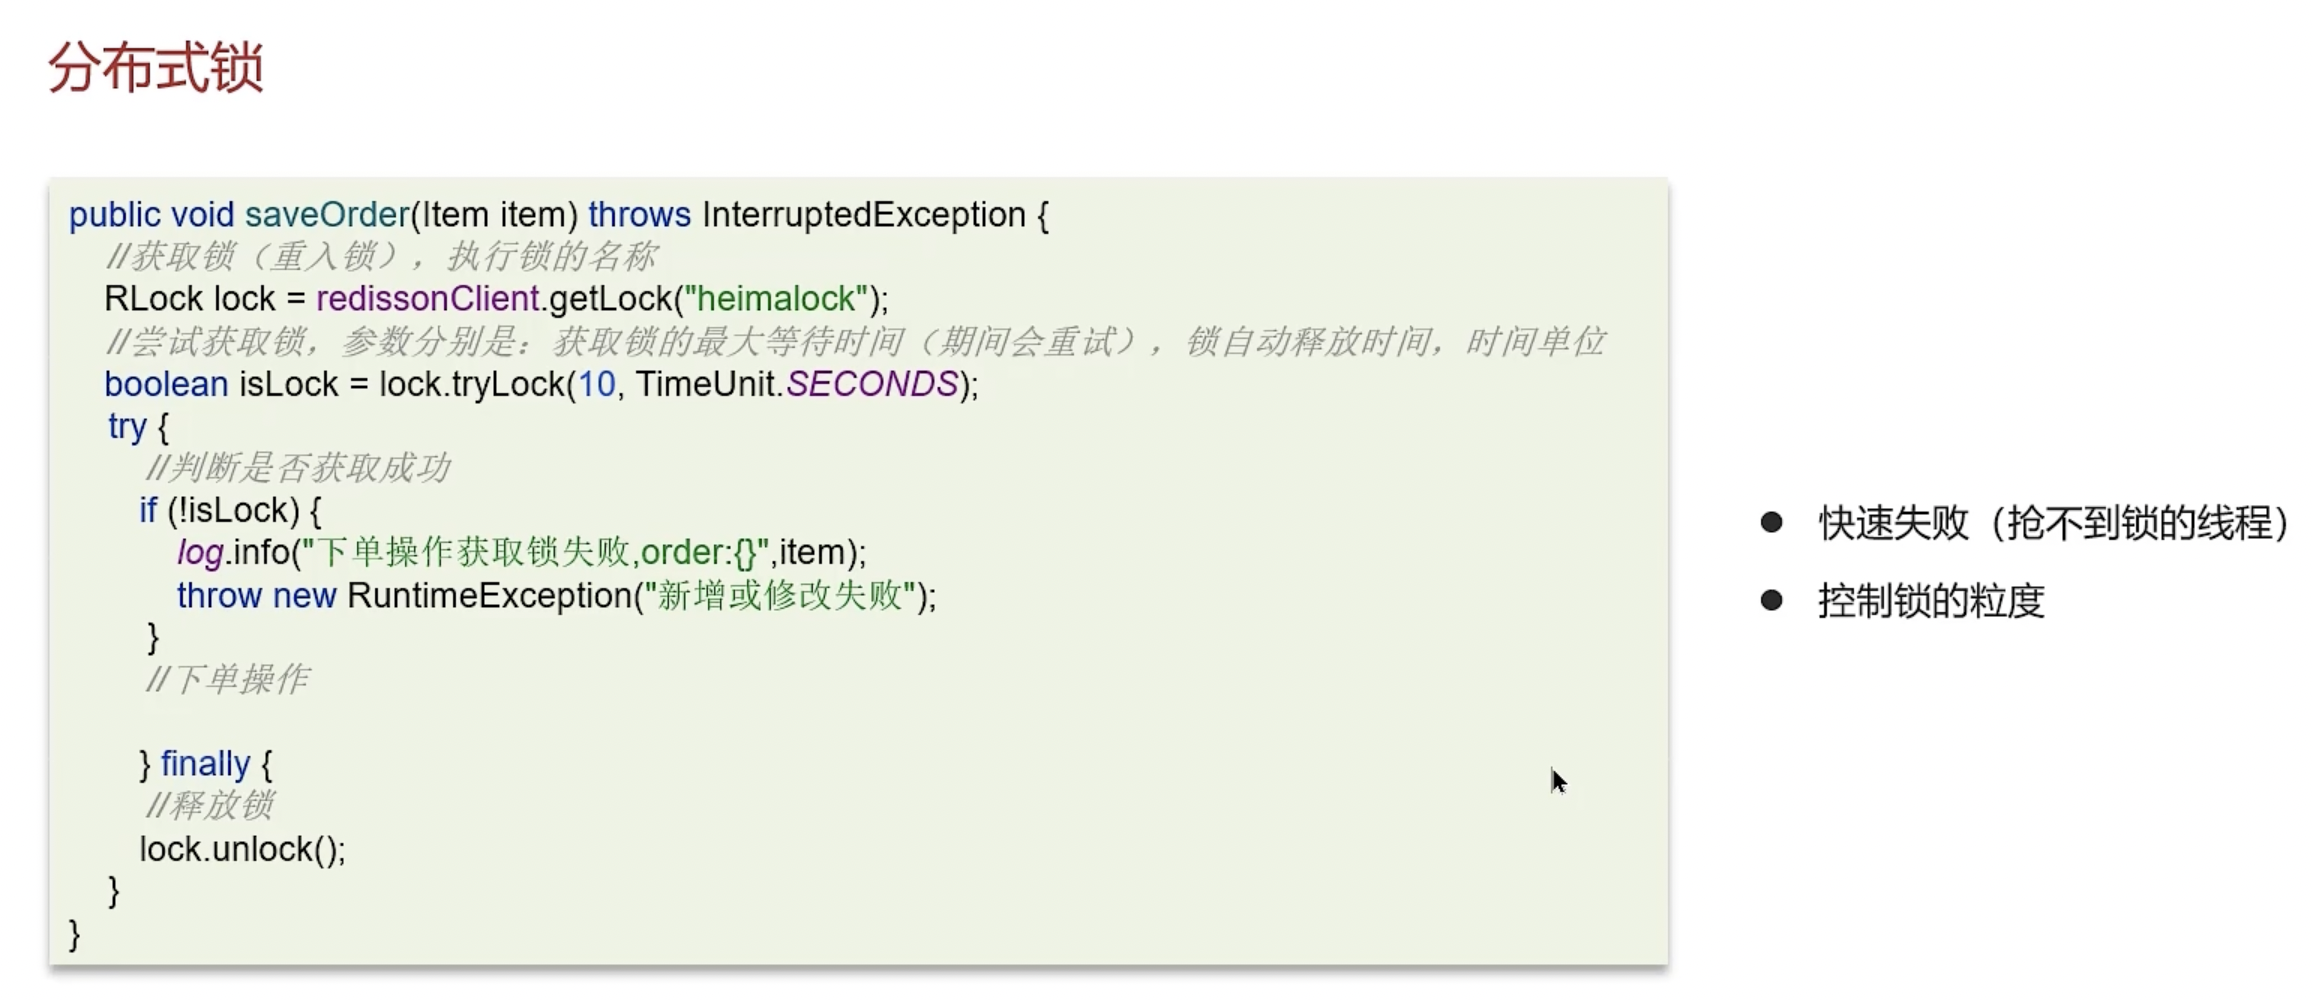 分布式锁
public void saveOrder(Item item) throws InterruptedException {
//获取锁（重入锁），执行锁的名称
RLock lock = redissonClient.getLock("heimalock");
//尝试获取锁，参数分别是：获取锁的最大等待时间（期间会重试），锁自动释放时间，时间单位
boolean isLock = lock.tryLock(10, TimeUnit.SECONDS);
try {
//判断是否获取成功
if (!isLock) {
log.info("下单操作获取锁失败,order:{}",item);
throw new RuntimeException("新增或修改失败");
}
//下单操作
} finally {
//释放锁
lock.unlock();
}
}
● 快速失败（抢不到锁的线程）
● 控制锁的粒度